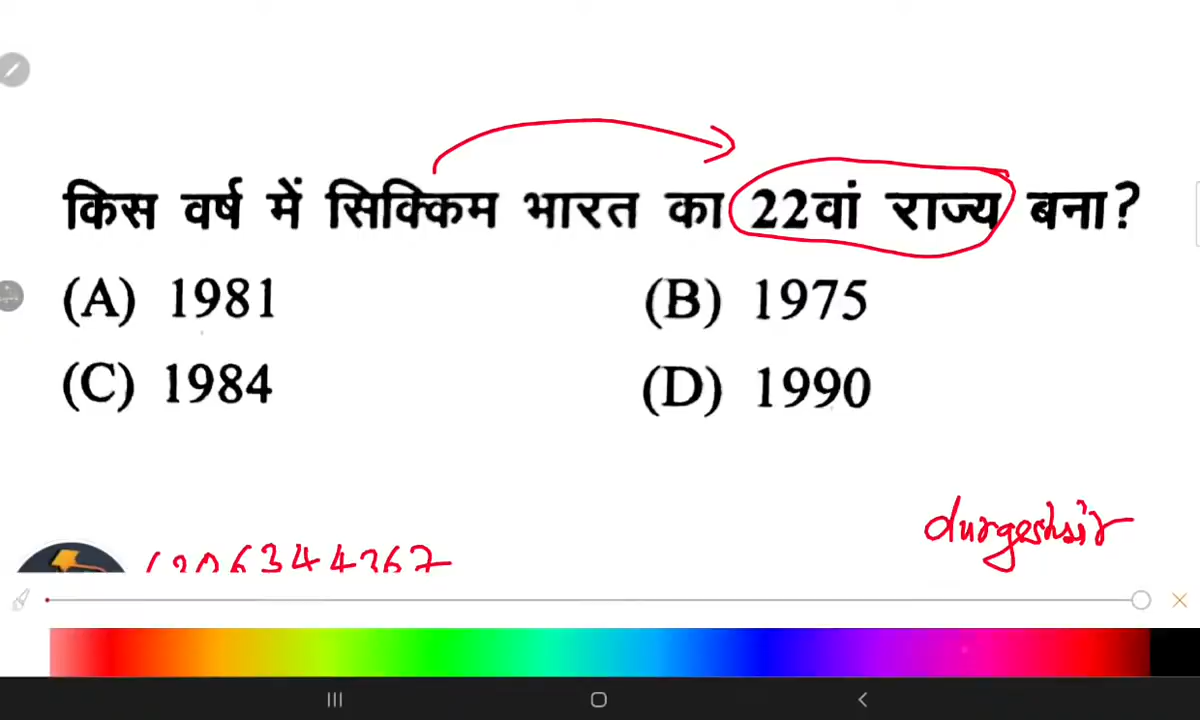 किस वर्ष में सिक्किम भारत का 22वां राज्य बना?
(A) 1981 (B) 1975
(C) 1984 (D) 1990
durgeshsir